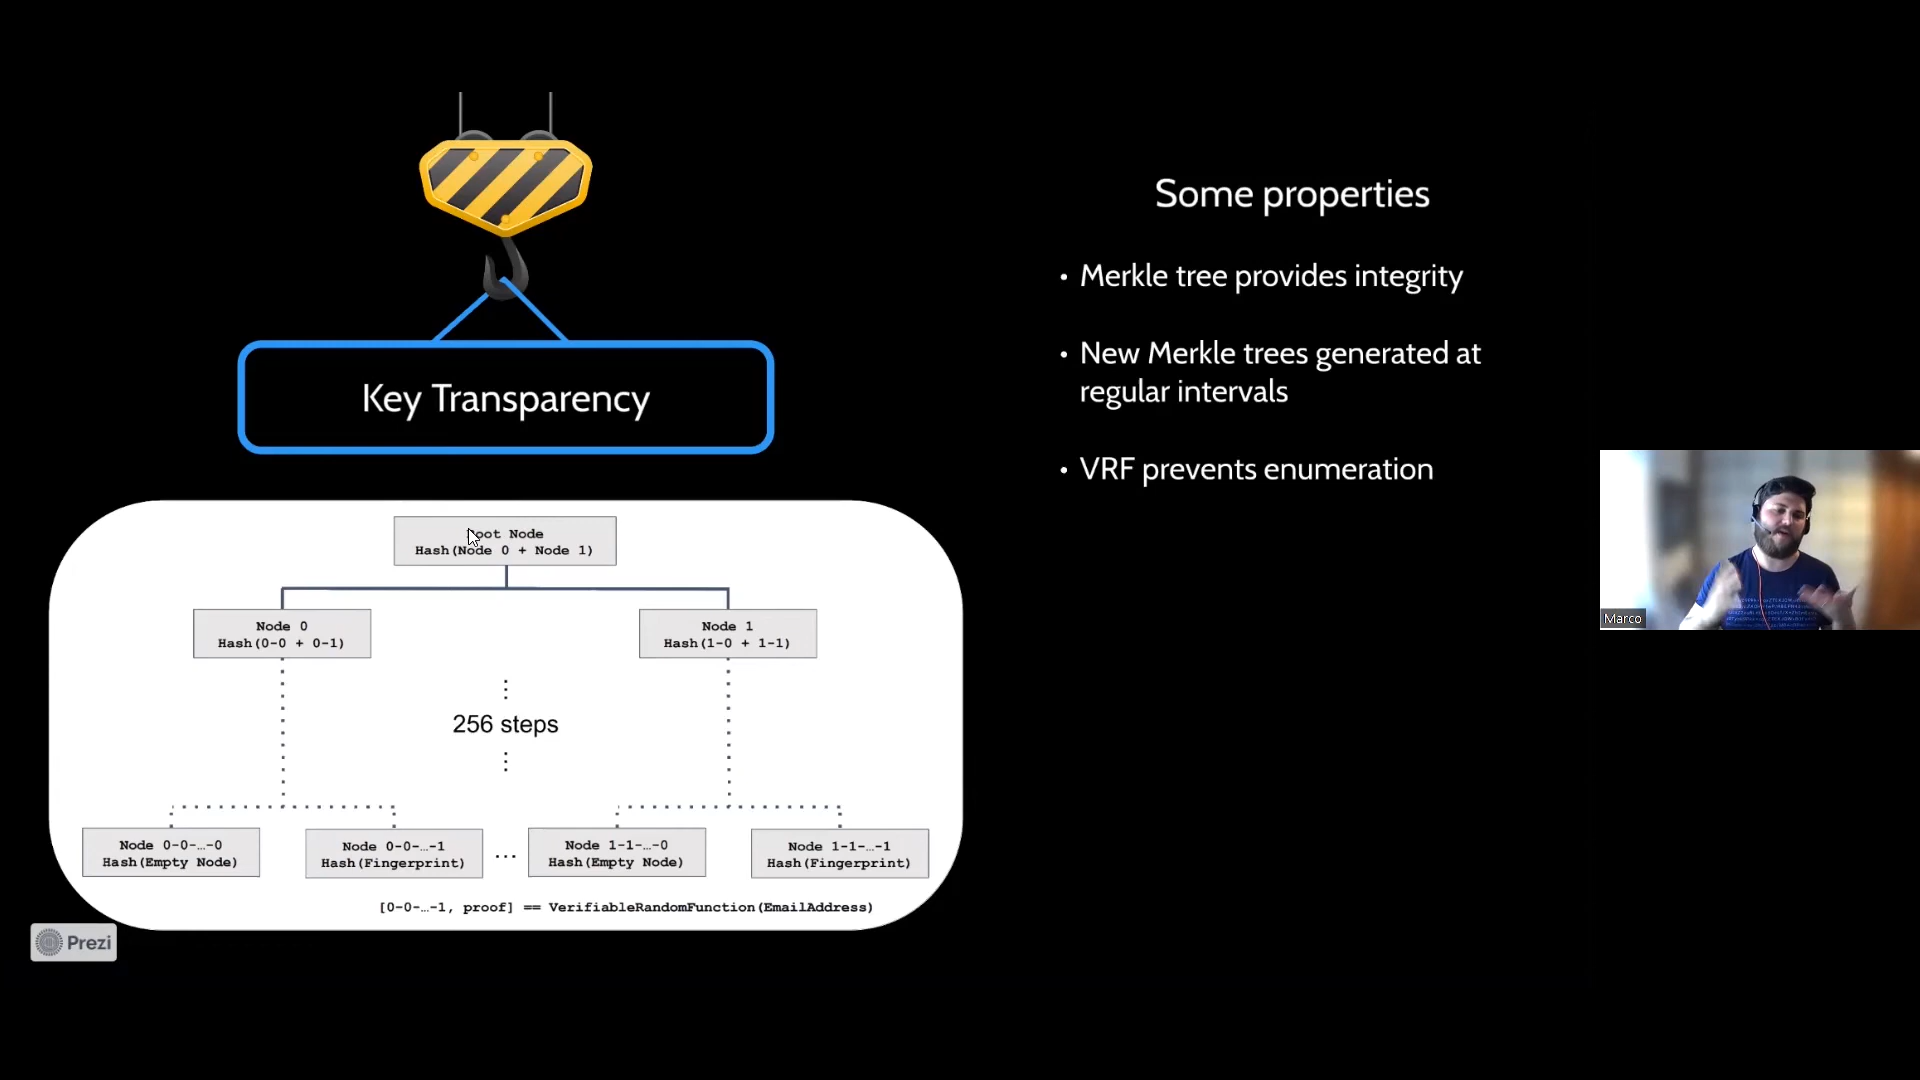 Key Transparency
Root Node
Hash(Node 0 + Node 1)
Node 0
Hash(0-0 + 0-1)
Node 1
Hash(1-0 + 1-1)
256 steps
Node 0-0-…-0
Hash(Empty Node)
Node 0-0-…-1
Hash(Fingerprint)
...
Node 1-1-…-0
Hash(Empty Node)
Node 1-1-…-1
Hash(Fingerprint)
[0-0-…-1, proof] == VerifiableRandomFunction(EmailAddress)
Prezi
Some properties
• Merkle tree provides integrity
• New Merkle trees generated at
regular intervals
• VRF prevents enumeration
Marco